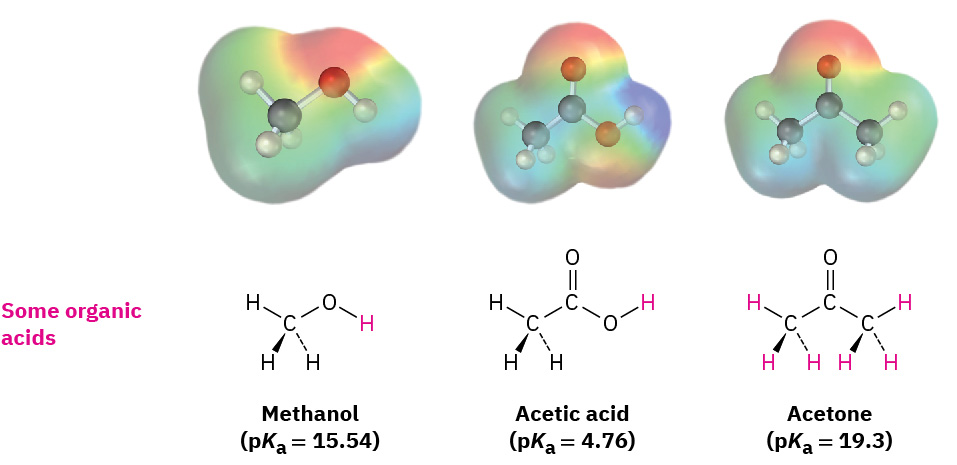 Some organic
acids
H O
C H
H H
O
H C H
C O
H H
O
H C H
C C
H H H H
Methanol
(pKa = 15.54)
Acetic acid
(pKa = 4.76)
Acetone
(pKa = 19.3)